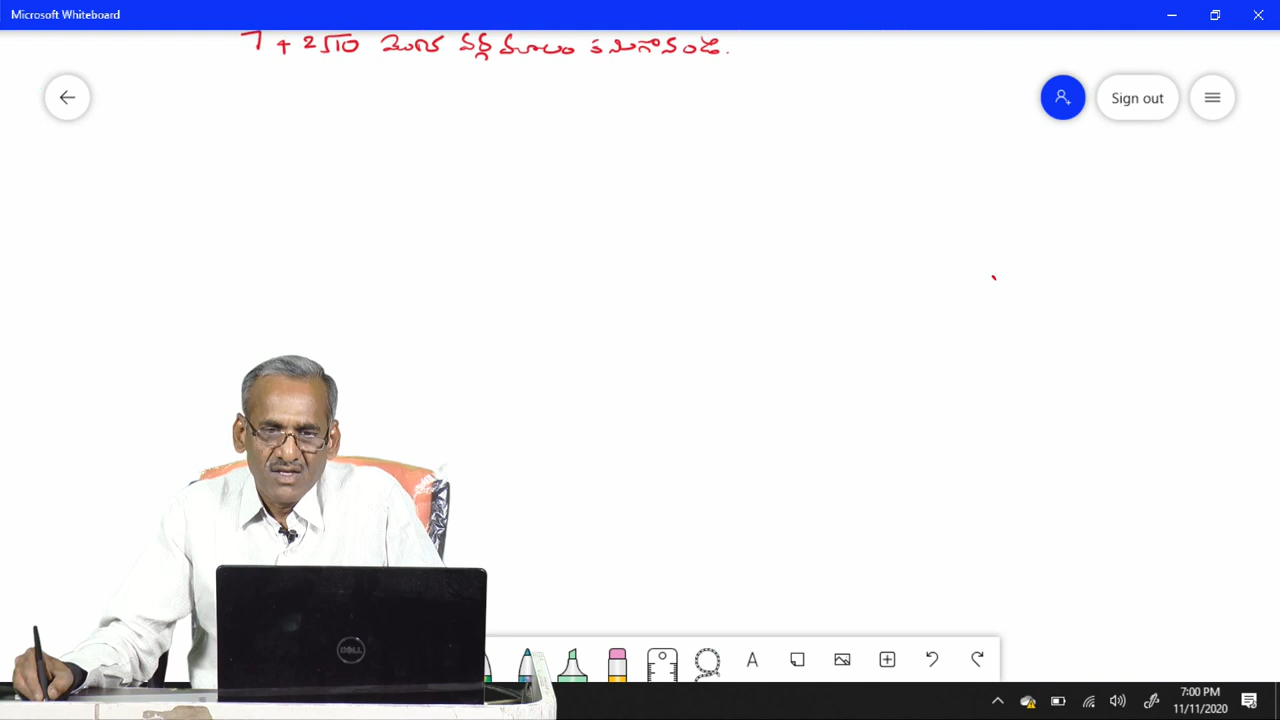 Microsoft Whiteboard
7 + 2√10 యొక్క వర్గమూలం కనుగొనండి.
Sign out
A
DELL
7:00 PM
11/11/2020